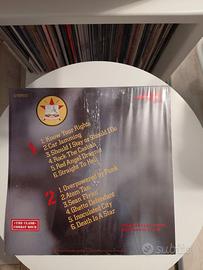 1
1. Know Your Rights
2. Car Jamming
3. Should I Stay or Should I Go
4. Rock The Casbah
5. Red Angel Dragnet
6. Straight To Hell
2
1. Overpowered by Funk
2. Atom Tan
3. Sean Flynn
4. Ghetto Defendant
5. Inoculated City
6. Death Is A Star
•THE CLASH•
COMBAT ROCK
subito